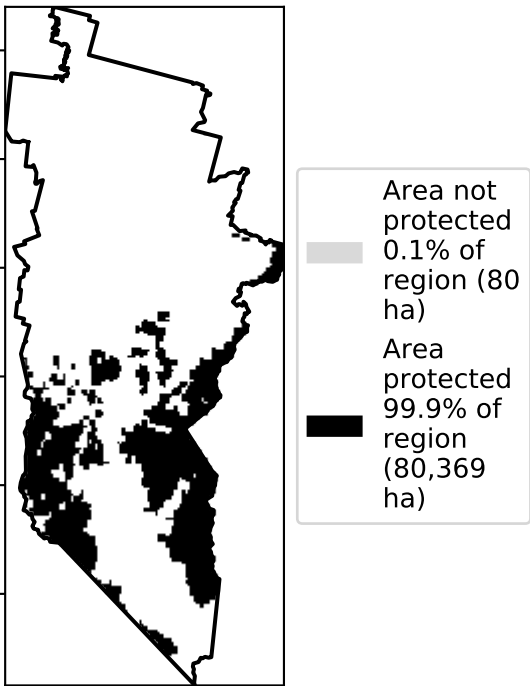 Area not
protected
0.1% of
region (80
ha)
Area
protected
99.9% of
region
(80,369
ha)